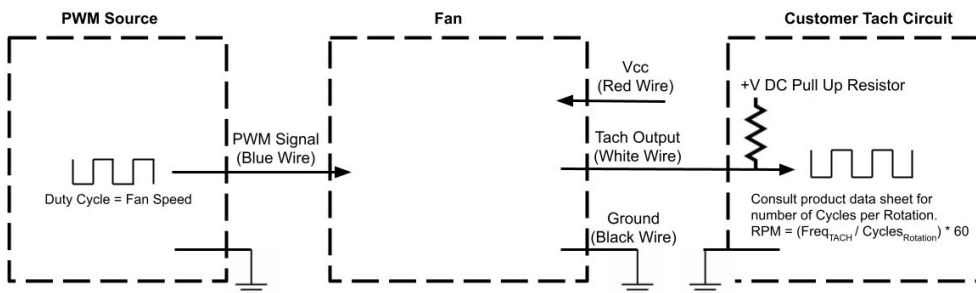 PWM Source
Fan
Customer Tach Circuit
Vcc
(Red Wire)
+V DC Pull Up Resistor
PWM Signal
(Blue Wire)
Tach Output
(White Wire)
Duty Cycle = Fan Speed
Consult product data sheet for
number of Cycles per Rotation.
RPM = (FreqTACH / CyclesRotation) * 60
Ground
(Black Wire)